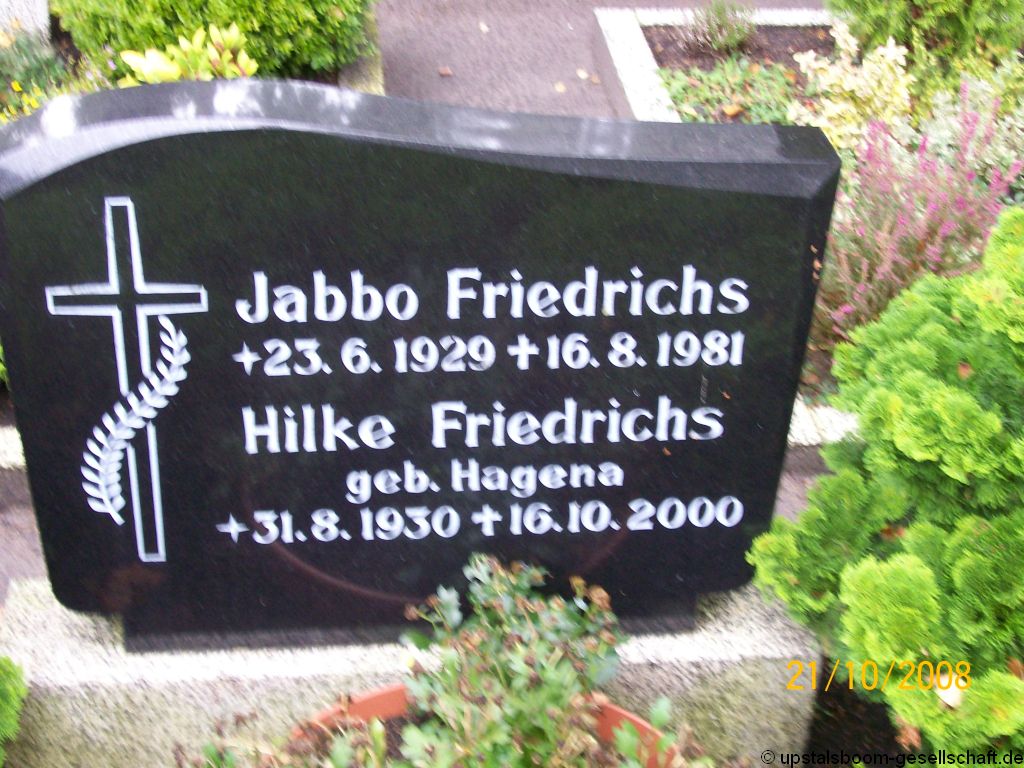 Jabbo Friedrichs
✦23. 6. 1929 ✝16. 8. 1981
Hilke Friedrichs
geb. Hagena
✦31. 8. 1930 ✝16. 10. 2000
21/10/2008
© upstalsboom-gesellschaft.de